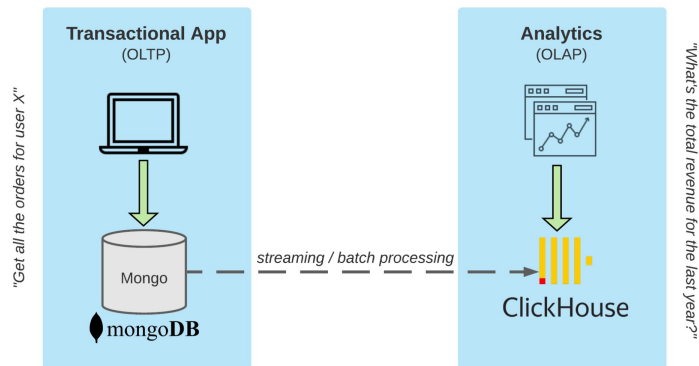 Transactional App
(OLTP)
"Get all the orders for user X"
Mongo
mongoDB
streaming / batch processing
Analytics
(OLAP)
ClickHouse
"What's the total revenue for the last year?"